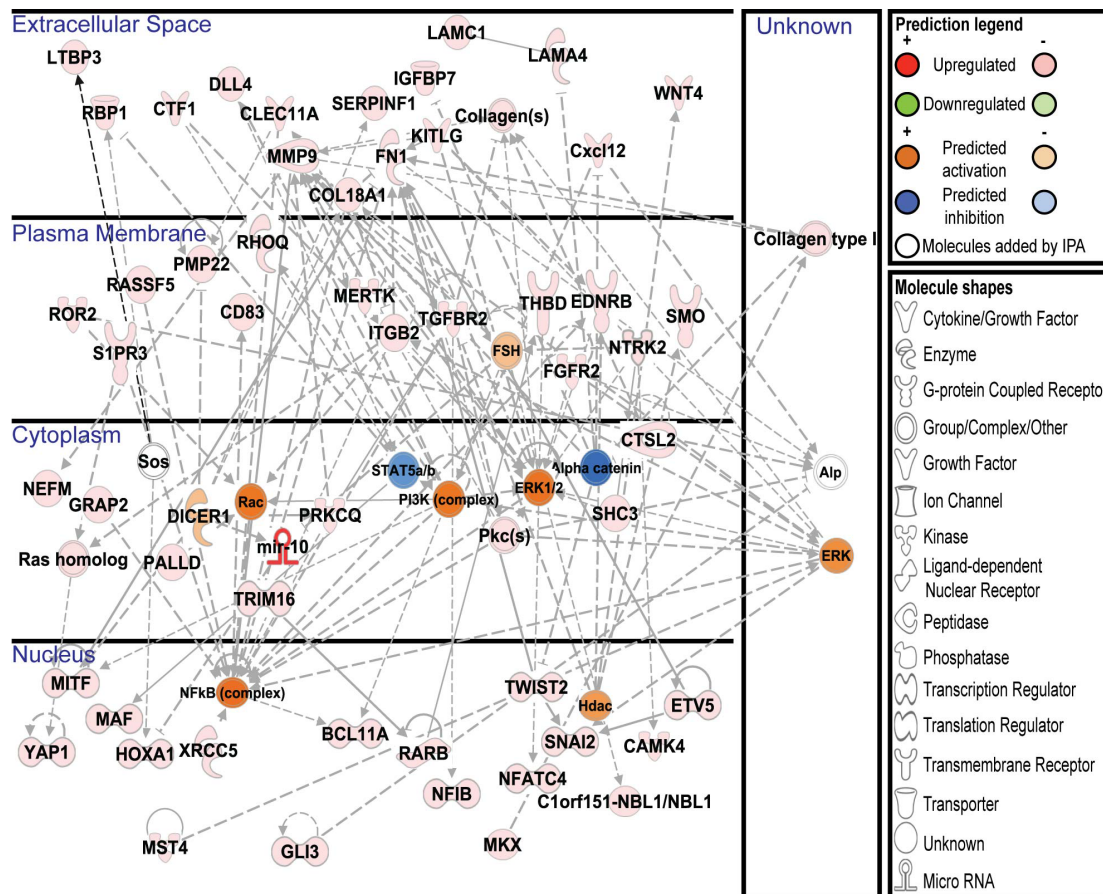 Extracellular Space
Unknown
LAMC1
LTBP3
LAMA4
IGFBP7
DLL4
WNT4
RBP1
CTF1
CLEC11A
SERPINF1
Collagen(s)
KITLG
Cxcl12
MMP9
FN1
COL18A1
Plasma Membrane
RHOQ
Collagen type I
PMP22
RASSF5
MERTK
THBD
EDNRB
ROR2
CD83
ITGB2
TGFBR2
SMO
S1PR3
FSH
NTRK2
FGFR2
Cytoplasm
CTSL2
Sos
STAT5a/b
Alpha catenin
Alp
NEFM
GRAP2
Rac
PI3K (complex)
ERK1/2
DICER1
PRKCQ
SHC3
Pkc(s)
mir-10
Ras homolog
PALLD
ERK
TRIM16
Nucleus
MITF
NFkB (complex)
TWIST2
Hdac
ETV5
MAF
YAP1
HOXA1
XRCC5
BCL11A
RARB
SNAI2
CAMK4
NFATC4
NFIB
C1orf151-NBL1/NBL1
MST4
GLI3
MKX
Prediction legend
+
-
Upregulated
Downregulated
+
-
Predicted
activation
Predicted
inhibition
Molecules added by IPA
Molecule shapes
Cytokine/Growth Factor
Enzyme
G-protein Coupled Receptor
Group/Complex/Other
Growth Factor
Ion Channel
Kinase
Ligand-dependent
Nuclear Receptor
Peptidase
Phosphatase
Transcription Regulator
Translation Regulator
Transmembrane Receptor
Transporter
Unknown
Micro RNA